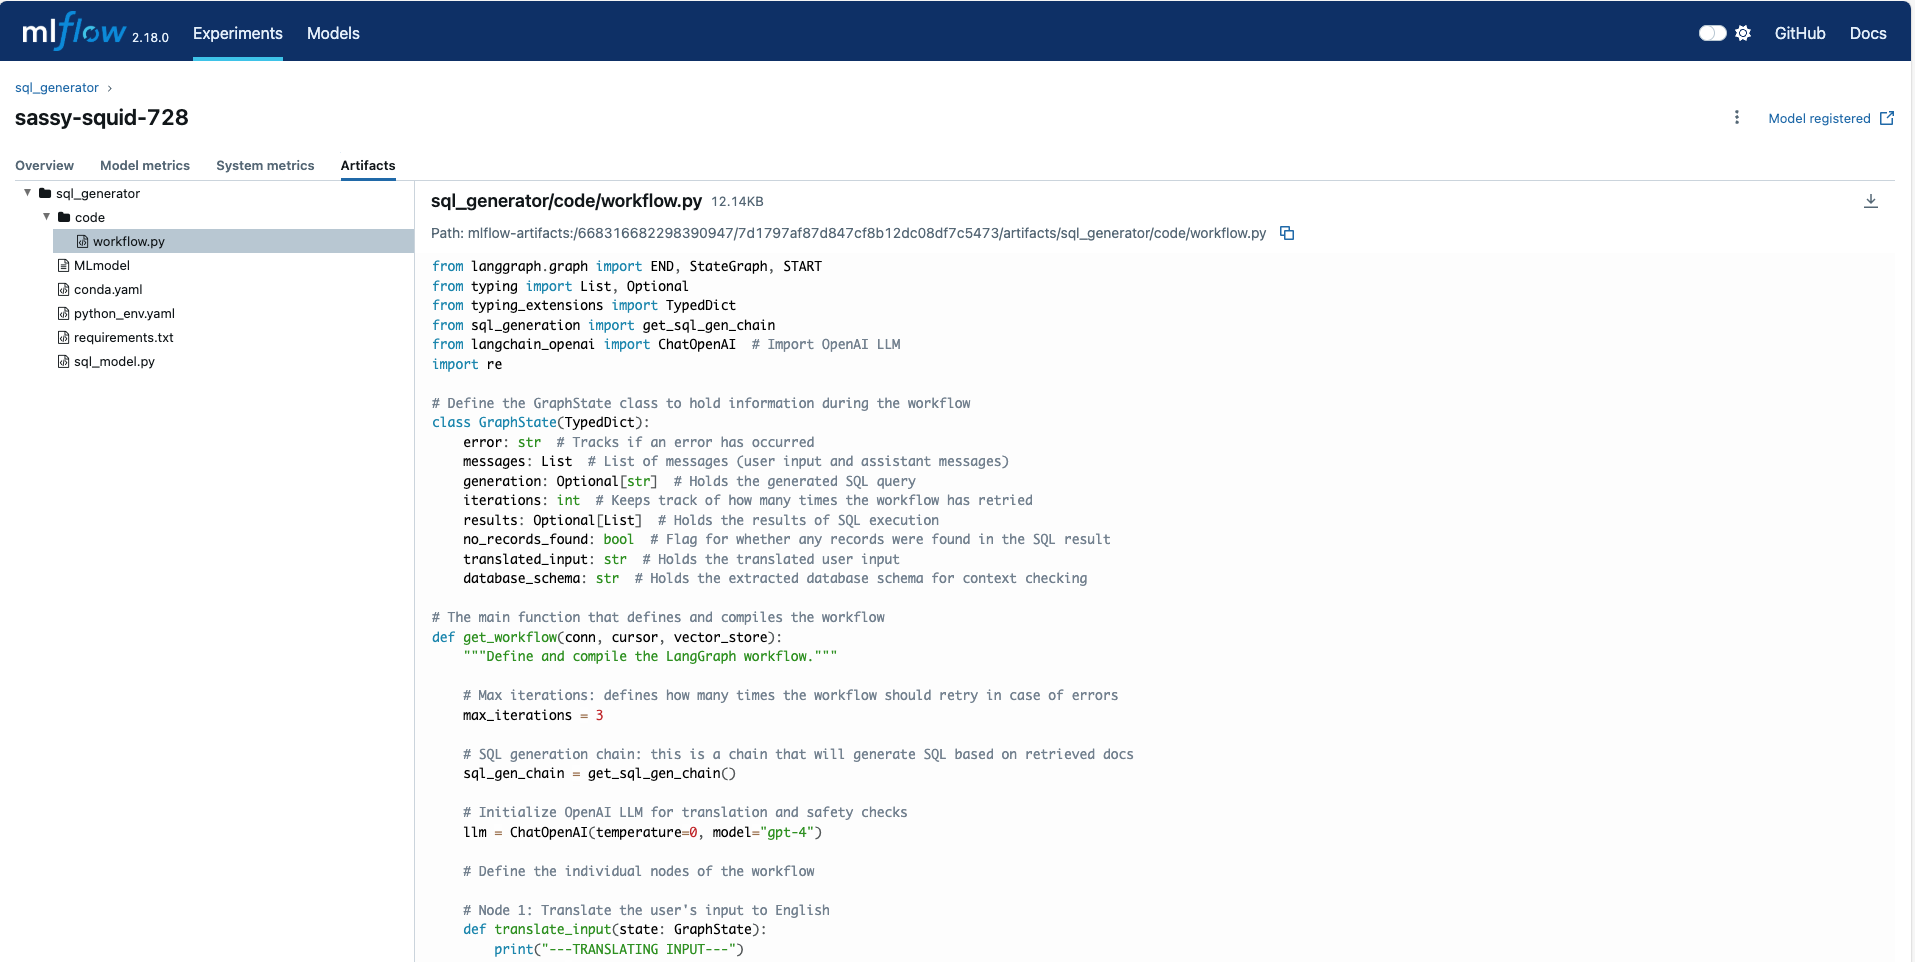 mlflow 2.18.0 Experiments Models GitHub Docs
sql_generator ›
sassy-squid-728
Model registered
Overview Model metrics System metrics Artifacts
sql_generator
code
workflow.py
MLmodel
conda.yaml
python_env.yaml
requirements.txt
sql_model.py
sql_generator/code/workflow.py 12.14KB
Path: mlflow-artifacts:/668316682298390947/7d1797af87d847cf8b12dc08df7c5473/artifacts/sql_generator/code/workflow.py
from langgraph.graph import END, StateGraph, START
from typing import List, Optional
from typing_extensions import TypedDict
from sql_generation import get_sql_gen_chain
from langchain_openai import ChatOpenAI  # Import OpenAI LLM
import re
# Define the GraphState class to hold information during the workflow
class GraphState(TypedDict):
    error: str  # Tracks if an error has occurred
    messages: List  # List of messages (user input and assistant messages)
    generation: Optional[str]  # Holds the generated SQL query
    iterations: int  # Keeps track of how many times the workflow has retried
    results: Optional[List]  # Holds the results of SQL execution
    no_records_found: bool  # Flag for whether any records were found in the SQL result
    translated_input: str  # Holds the translated user input
    database_schema: str  # Holds the extracted database schema for context checking
# The main function that defines and compiles the workflow
def get_workflow(conn, cursor, vector_store):
    """Define and compile the LangGraph workflow."""
    # Max iterations: defines how many times the workflow should retry in case of errors
    max_iterations = 3
    # SQL generation chain: this is a chain that will generate SQL based on retrieved docs
    sql_gen_chain = get_sql_gen_chain()
    # Initialize OpenAI LLM for translation and safety checks
    llm = ChatOpenAI(temperature=0, model="gpt-4")
    # Define the individual nodes of the workflow
    # Node 1: Translate the user's input to English
    def translate_input(state: GraphState):
        print("---TRANSLATING INPUT---")